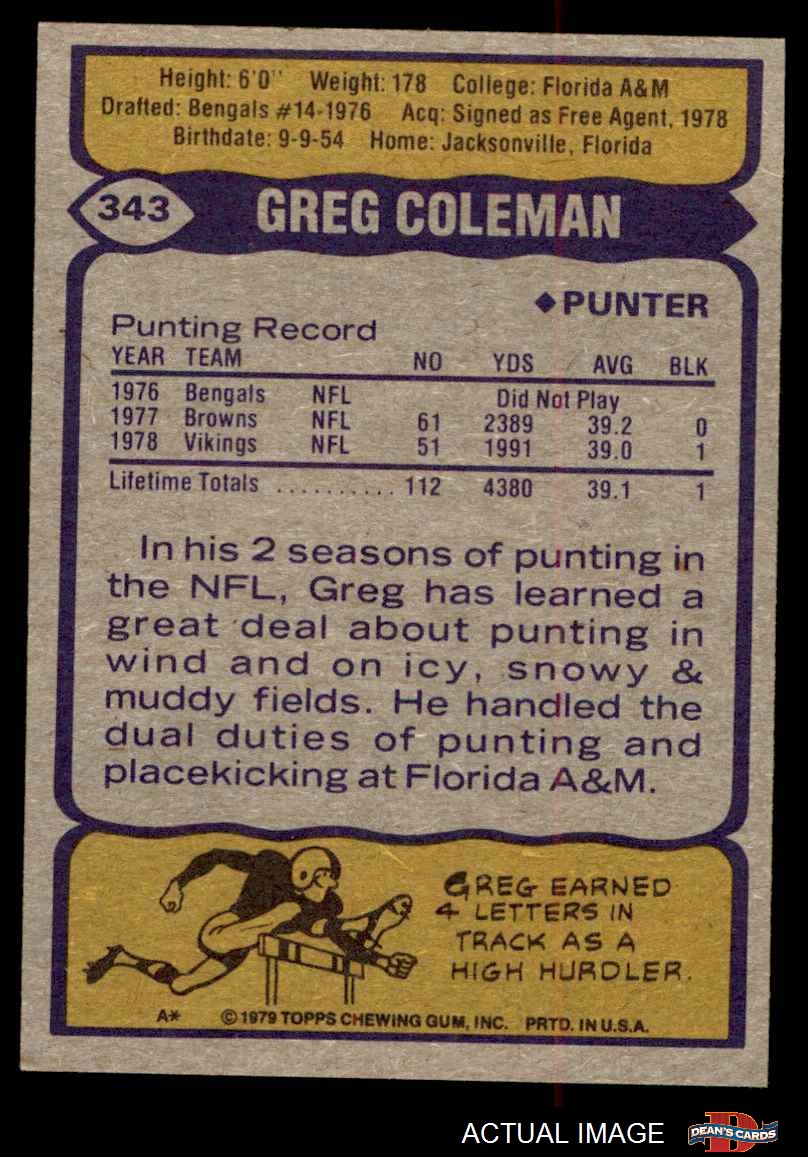 Height: 6'0" Weight: 178 College: Florida A&M
Drafted: Bengals #14-1976 Acq: Signed as Free Agent, 1978
Birthdate: 9-9-54 Home: Jacksonville, Florida
343 GREG COLEMAN
◆PUNTER
Punting Record
YEAR TEAM NO YDS AVG BLK
1976 Bengals NFL Did Not Play
1977 Browns NFL 61 2389 39.2 0
1978 Vikings NFL 51 1991 39.0 1
Lifetime Totals .......... 112 4380 39.1 1
In his 2 seasons of punting in
the NFL, Greg has learned a
great deal about punting in
wind and on icy, snowy &
muddy fields. He handled the
dual duties of punting and
placekicking at Florida A&M.
GREG EARNED
4 LETTERS IN
TRACK AS A
HIGH HURDLER.
A* © 1979 TOPPS CHEWING GUM, INC. PRTD. IN U.S.A.
ACTUAL IMAGE
DEAN'S CARDS